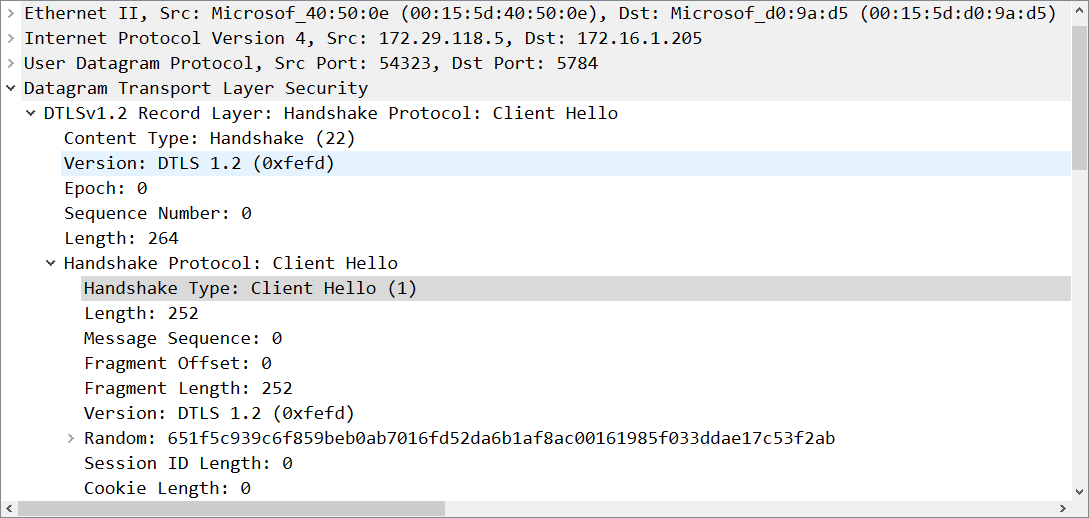 Ethernet II, Src: Microsof_40:50:0e (00:15:5d:40:50:0e), Dst: Microsof_d0:9a:d5 (00:15:5d:d0:9a:d5)
Internet Protocol Version 4, Src: 172.29.118.5, Dst: 172.16.1.205
User Datagram Protocol, Src Port: 54323, Dst Port: 5784
Datagram Transport Layer Security
DTLSv1.2 Record Layer: Handshake Protocol: Client Hello
Content Type: Handshake (22)
Version: DTLS 1.2 (0xfefd)
Epoch: 0
Sequence Number: 0
Length: 264
Handshake Protocol: Client Hello
Handshake Type: Client Hello (1)
Length: 252
Message Sequence: 0
Fragment Offset: 0
Fragment Length: 252
Version: DTLS 1.2 (0xfefd)
Random: 651f5c939c6f859beb0ab7016fd52da6b1af8ac00161985f033ddae17c53f2ab
Session ID Length: 0
Cookie Length: 0